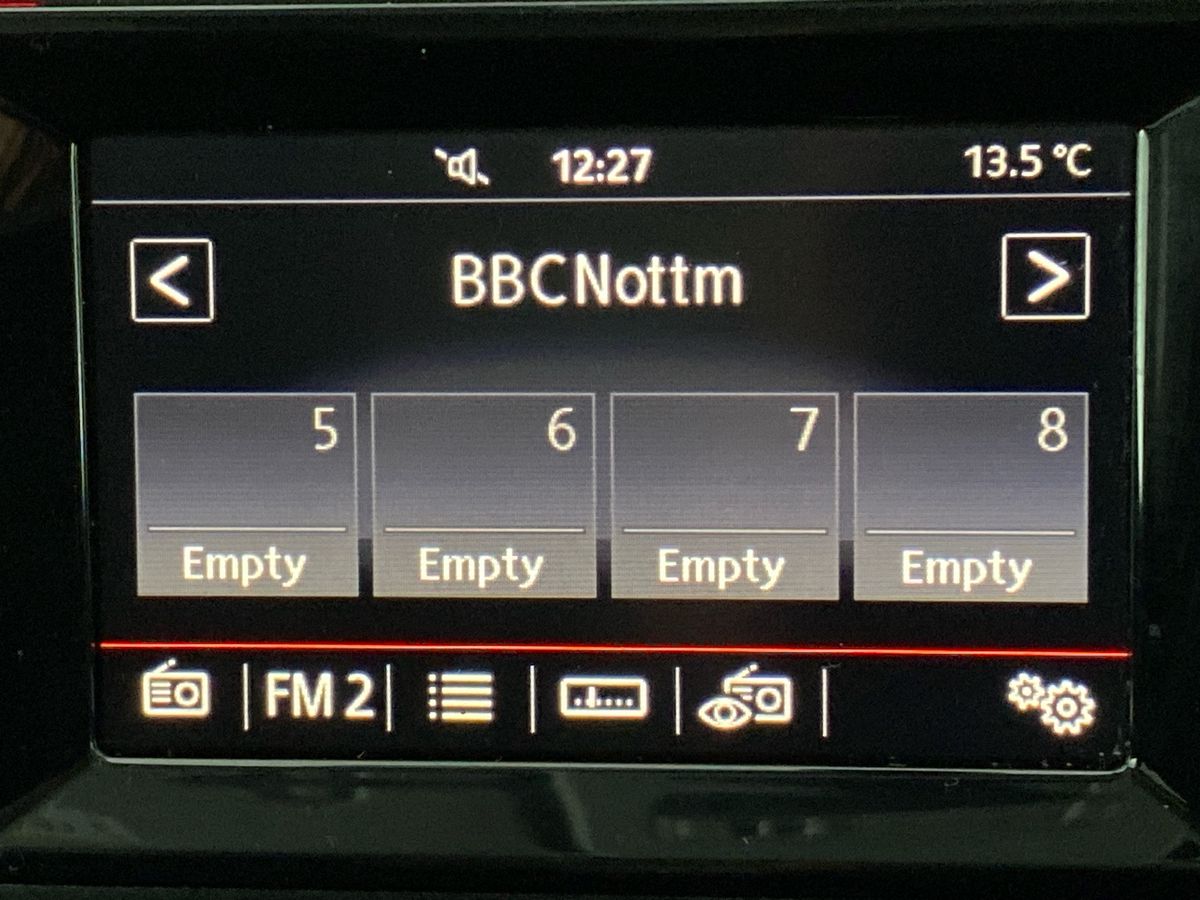 12:27 13.5 °C
< BBCNottm >
5 6 7 8
Empty Empty Empty Empty
FM 2